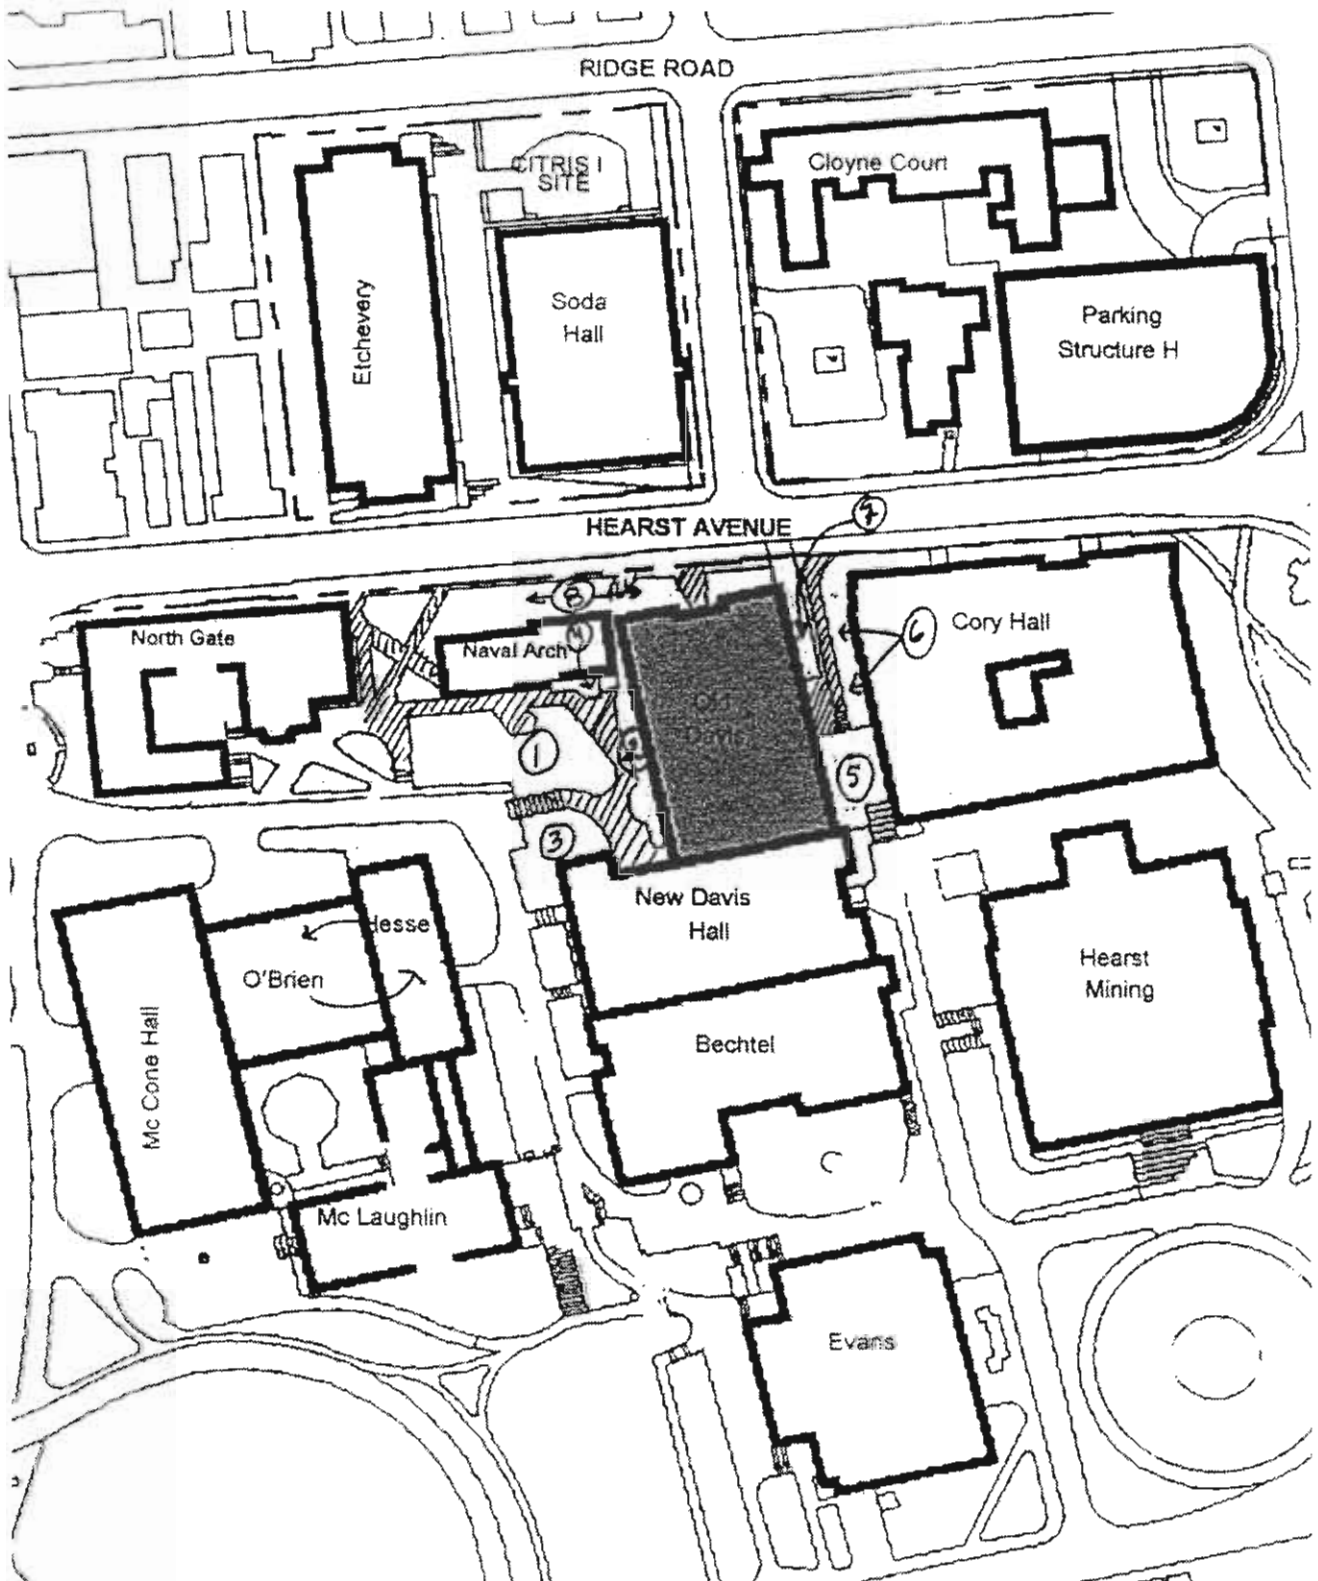 RIDGE ROAD
CITRIS I
SITE
Cloyne Court
Etchevery
Soda
Hall
Parking
Structure H
7
HEARST AVENUE
8
North Gate
Naval Arch
6
Cory Hall
Davis
1
5
3
New Davis
Hall
Hesse
O'Brien
Hearst
Mining
Mc Cone Hall
Bechtel
Mc Laughlin
Evans